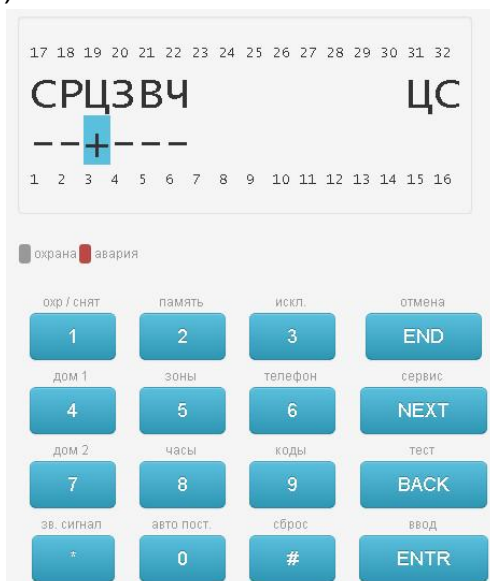 17 18 19 20 21 22 23 24 25 26 27 28 29 30 31 32
СРЦЗВЧ ЦС
--+---
1 2 3 4 5 6 7 8 9 10 11 12 13 14 15 16
охрана авария
охр / снят память искл. отмена
1 2 3 END
дом 1 зоны телефон сервис
4 5 6 NEXT
дом 2 часы коды тест
7 8 9 BACK
зв. сигнал авто пост. сброс ввод
* 0 # ENTR